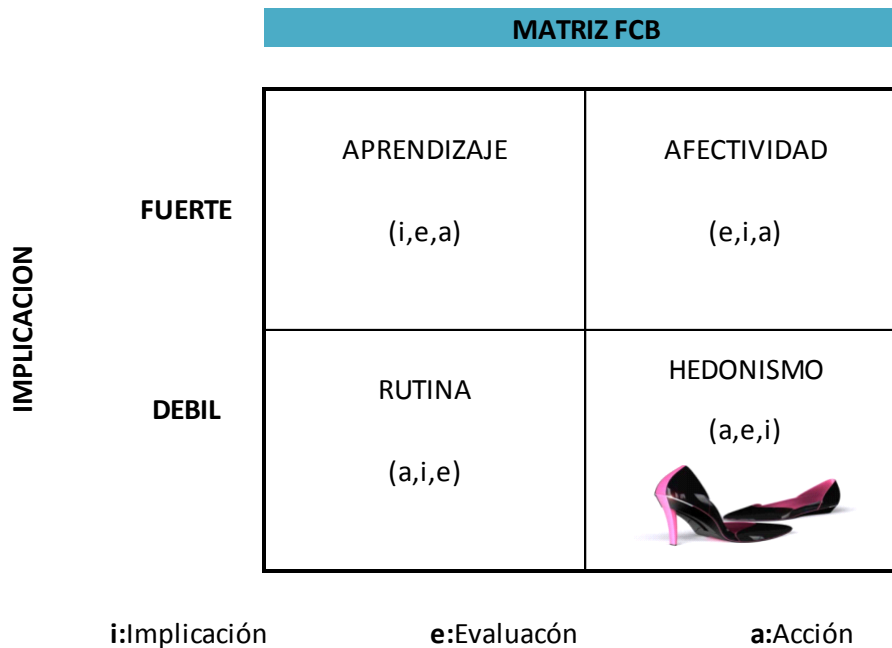 MATRIZ FCB
APRENDIZAJE
AFECTIVIDAD
FUERTE
(i,e,a)
(e,i,a)
IMPLICACION
RUTINA
HEDONISMO
DEBIL
(a,e,i)
(a,i,e)
i:Implicación
e:Evaluacón
a:Acción